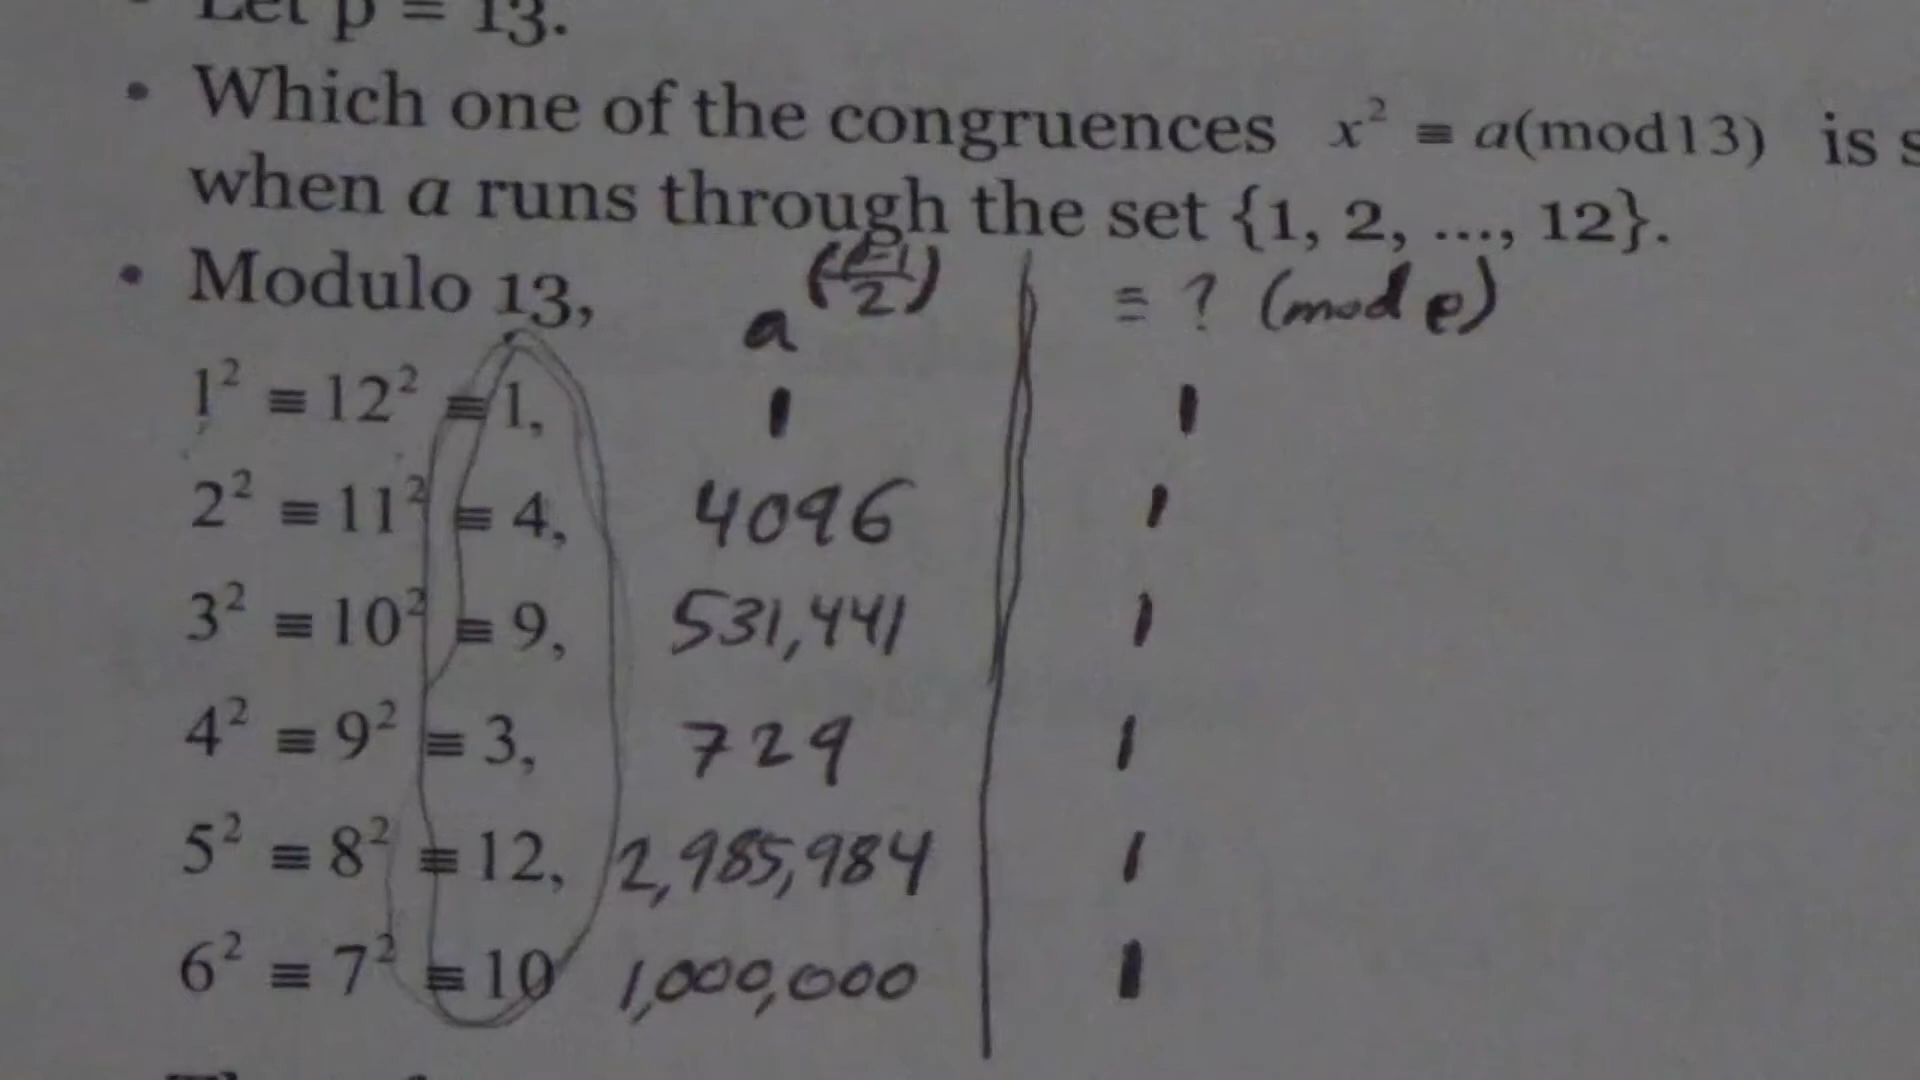 Let p = 13.
• Which one of the congruences x² ≡ a(mod13) is s
when a runs through the set {1, 2, ..., 12}.
• Modulo 13, a^((p-1)/2) ≡ ? (mod p)
1² ≡ 12² ≡ 1, 1 1
2² ≡ 11² ≡ 4, 4096 1
3² ≡ 10² ≡ 9, 531,441 1
4² ≡ 9² ≡ 3, 729 1
5² ≡ 8² ≡ 12, 2,985,984 1
6² ≡ 7² ≡ 10 1,000,000 1